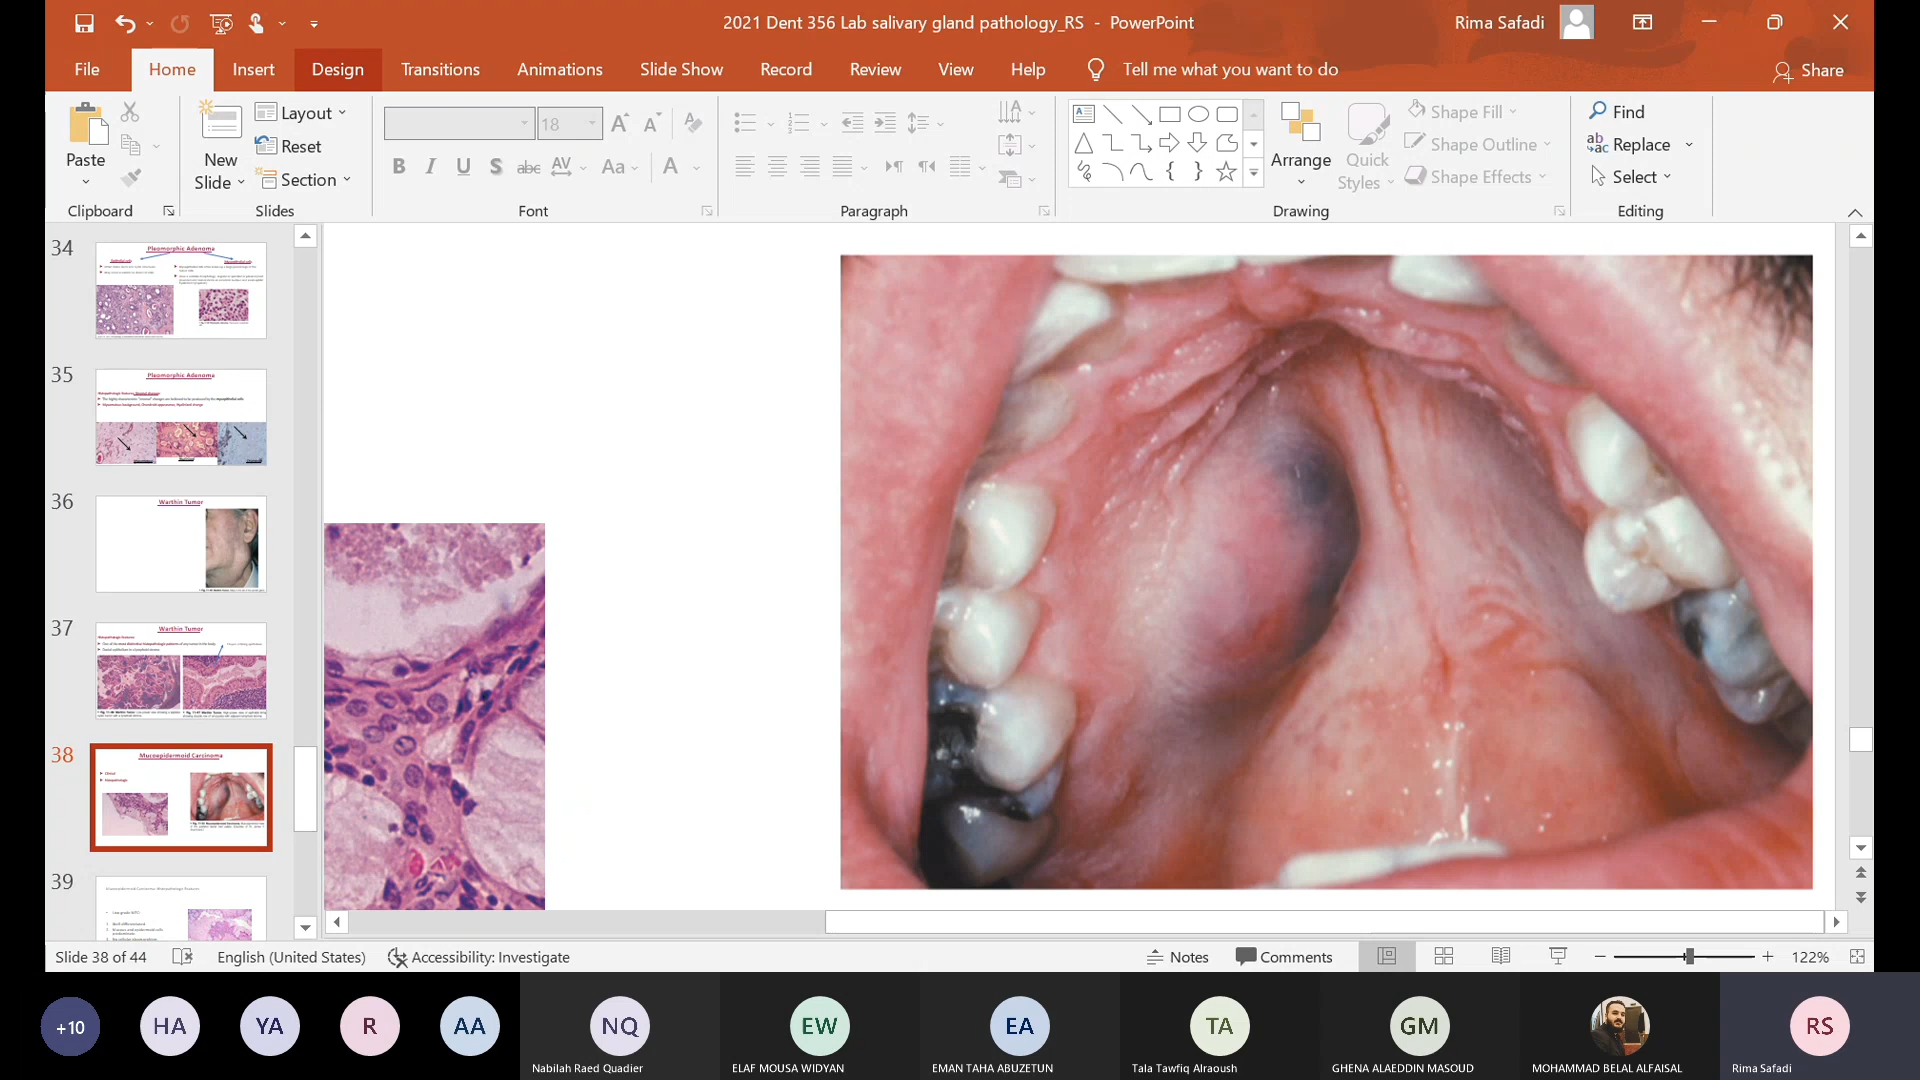 2021 Dent 356 Lab salivary gland pathology_RS - PowerPoint
Rima Safadi
File Home Insert Design Transitions Animations Slide Show Record Review View Help Tell me what you want to do
Share
Paste
New Slide
Layout
Reset
Section
18
B I U S abc AV Aa A
Arrange
Quick Styles
Shape Fill
Shape Outline
Shape Effects
Find
Replace
Select
Clipboard Slides Font Paragraph Drawing Editing
34
Pleomorphic Adenoma
35
Pleomorphic Adenoma
36
Warthin Tumor
37
Warthin Tumor
38
Mucoepidermoid Carcinoma
Clinical
Histopathologic
39
Slide 38 of 44
English (United States)
Accessibility: Investigate
Notes
Comments
122%
+10 HA YA R AA NQ EW EA TA GM RS
Nabilah Raed Quadier
ELAF MOUSA WIDYAN
EMAN TAHA ABUZETUN
Tala Tawfiq Alraoush
GHENA ALAEDDIN MASOUD
MOHAMMAD BELAL ALFAISAL
Rima Safadi